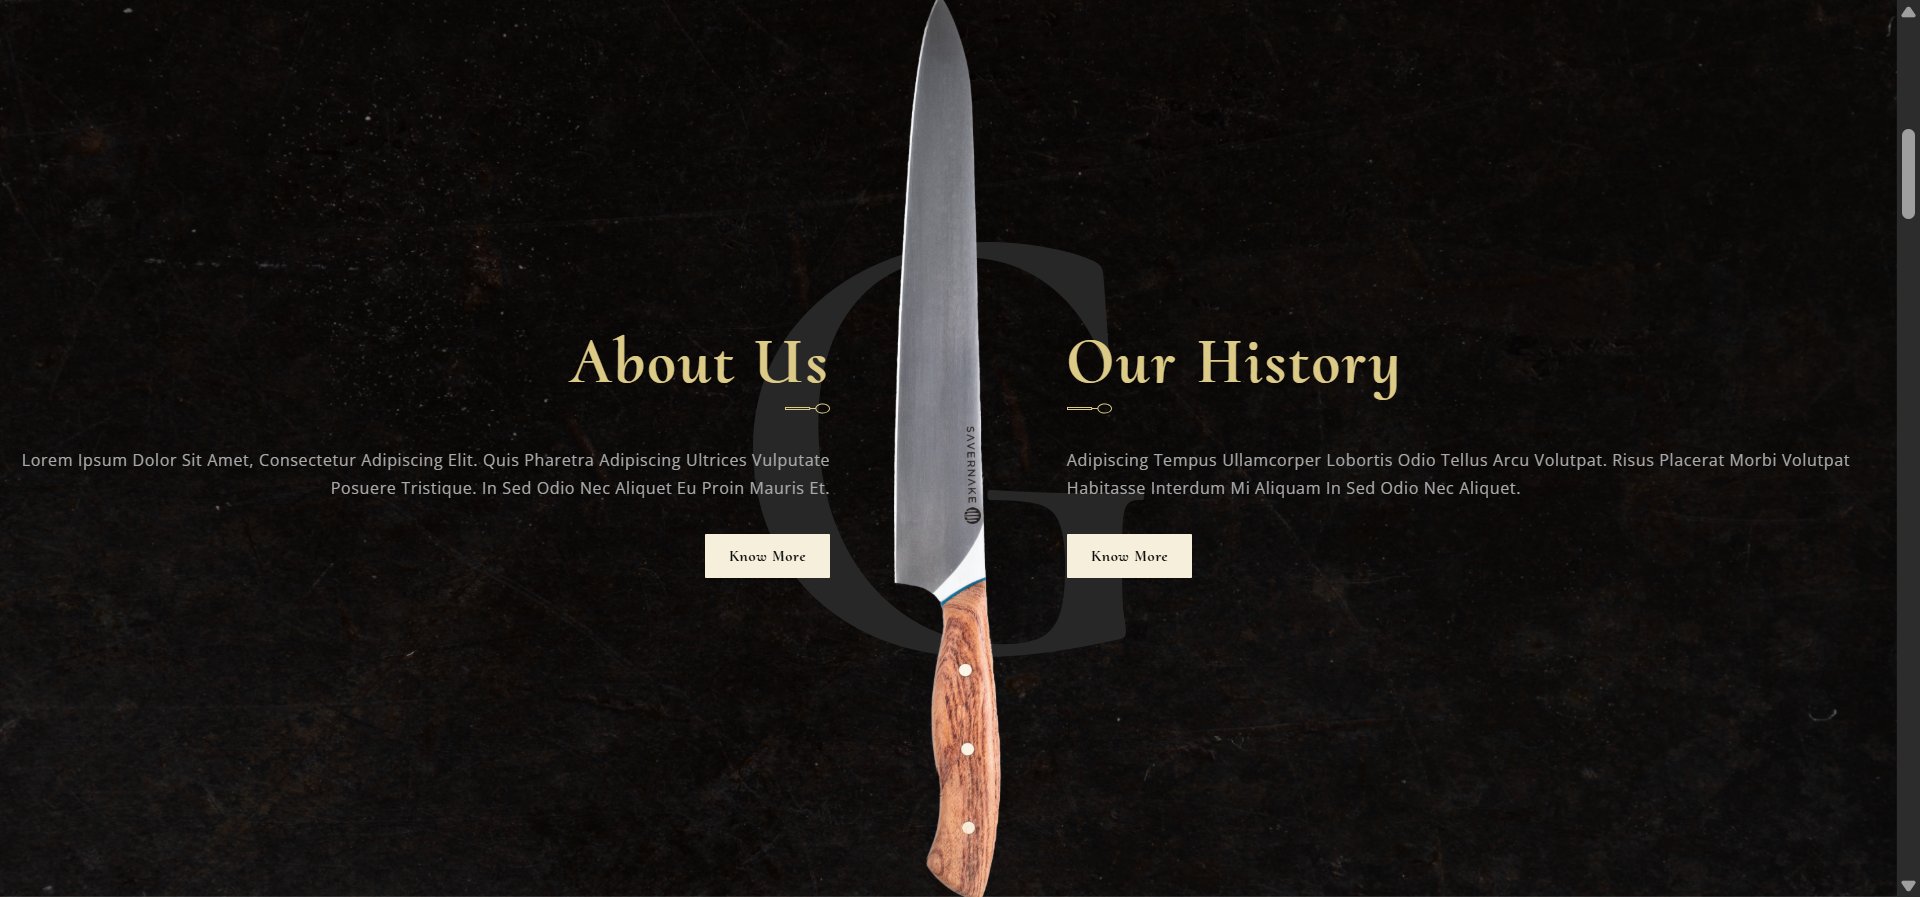 About Us
Lorem Ipsum Dolor Sit Amet, Consectetur Adipiscing Elit. Quis Pharetra Adipiscing Ultrices Vulputate
Posuere Tristique. In Sed Odio Nec Aliquet Eu Proin Mauris Et.
Know More
G
SAVERNAKE
Our History
Adipiscing Tempus Ullamcorper Lobortis Odio Tellus Arcu Volutpat. Risus Placerat Morbi Volutpat
Habitasse Interdum Mi Aliquam In Sed Odio Nec Aliquet.
Know More